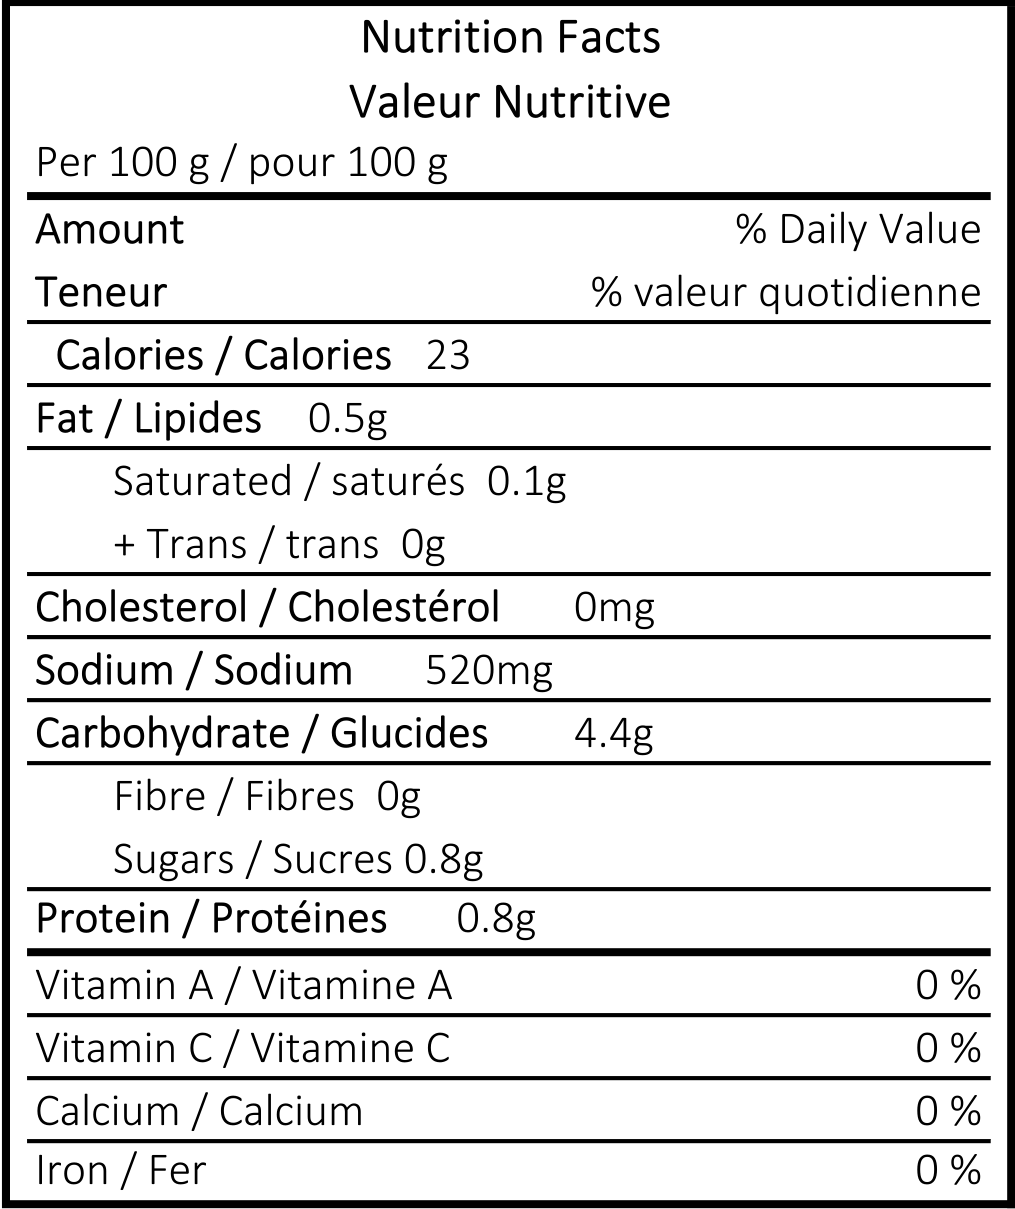 Nutrition Facts
Valeur Nutritive
Per 100 g / pour 100 g
Amount % Daily Value
Teneur % valeur quotidienne
Calories / Calories 23
Fat / Lipides 0.5g
Saturated / saturés 0.1g
+ Trans / trans 0g
Cholesterol / Cholestérol 0mg
Sodium / Sodium 520mg
Carbohydrate / Glucides 4.4g
Fibre / Fibres 0g
Sugars / Sucres 0.8g
Protein / Protéines 0.8g
Vitamin A / Vitamine A 0 %
Vitamin C / Vitamine C 0 %
Calcium / Calcium 0 %
Iron / Fer 0 %